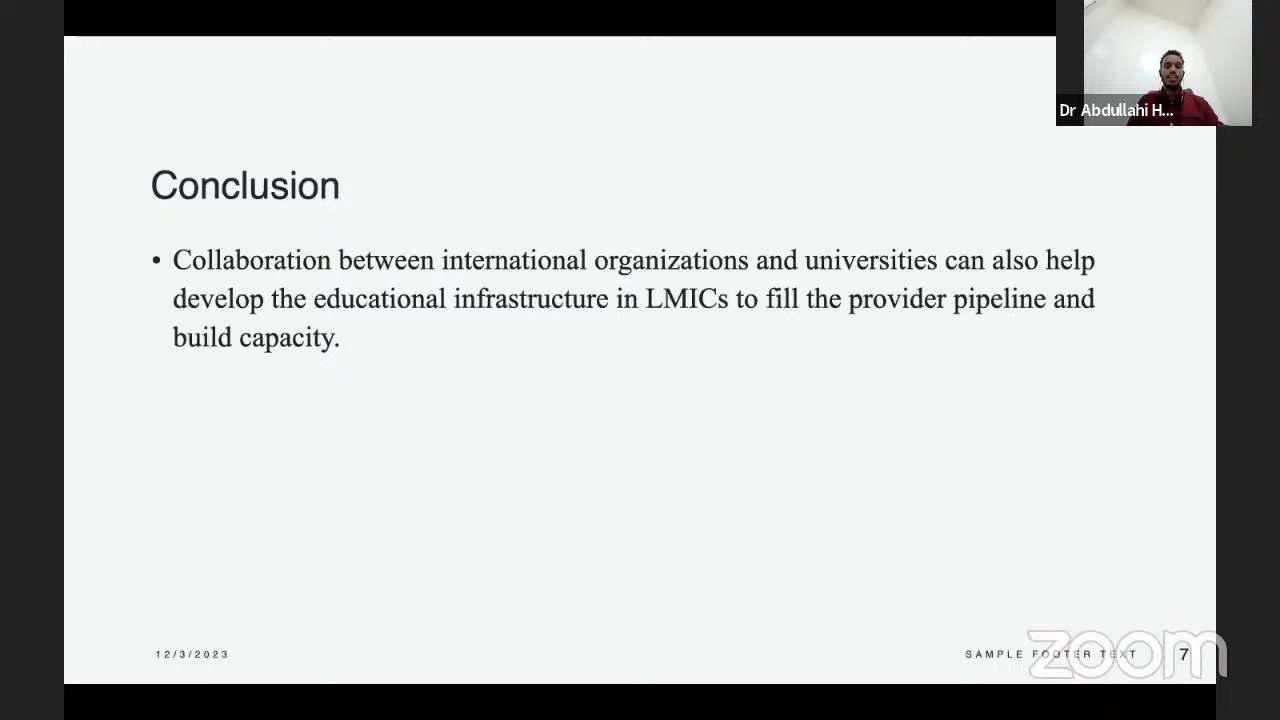 Dr Abdullahi H...
Conclusion
• Collaboration between international organizations and universities can also help
develop the educational infrastructure in LMICs to fill the provider pipeline and
build capacity.
12/3/2023
SAMPLE FOOTER TEXT
7
zoom